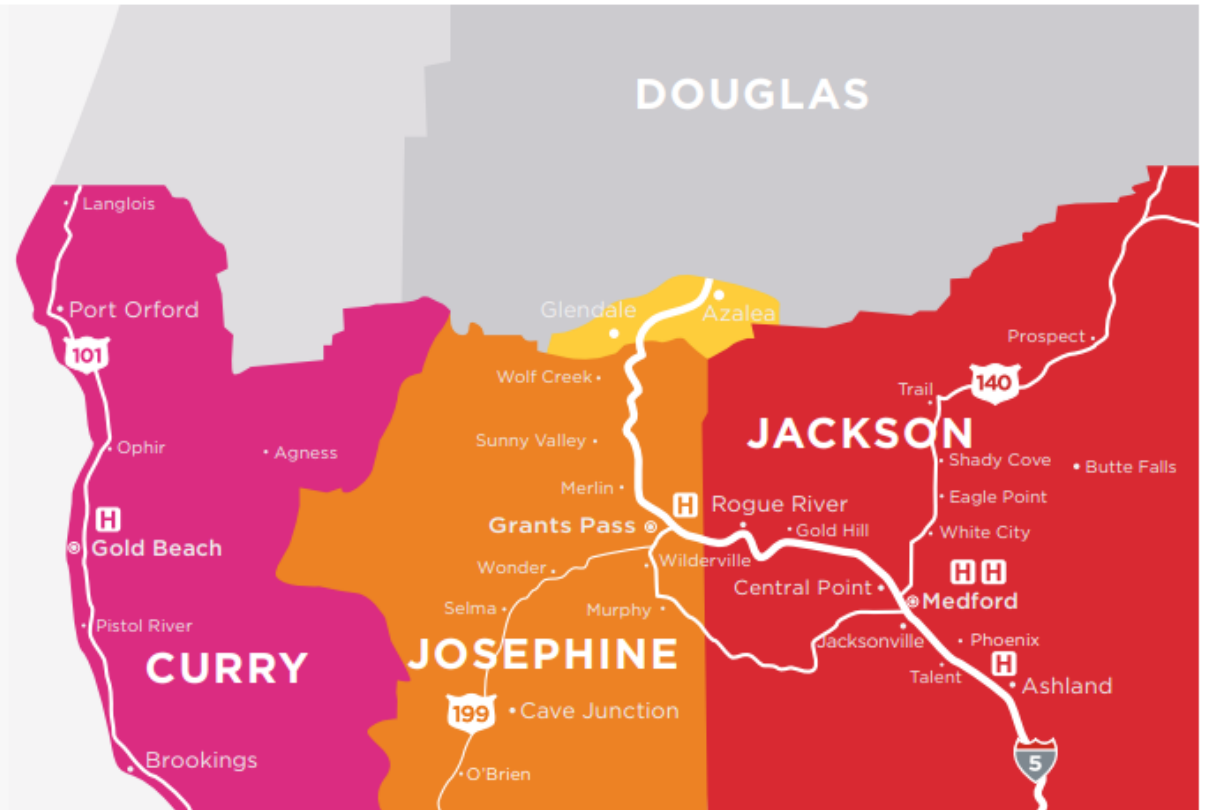 DOUGLAS
Langlois
Port Orford
101
Glendale
Azalea
Prospect
Wolf Creek
Trail
140
JACKSON
Sunny Valley
Ophir
Agness
Shady Cove
Butte Falls
Merlin
Eagle Point
H
H
Rogue River
Grants Pass
Gold Hill
White City
Gold Beach
Wonder
Wilderville
H H
Central Point
Medford
Selma
Murphy
Pistol River
Jacksonville
Phoenix
CURRY
JOSEPHINE
H
Talent
Ashland
199
Cave Junction
Brookings
O'Brien
5